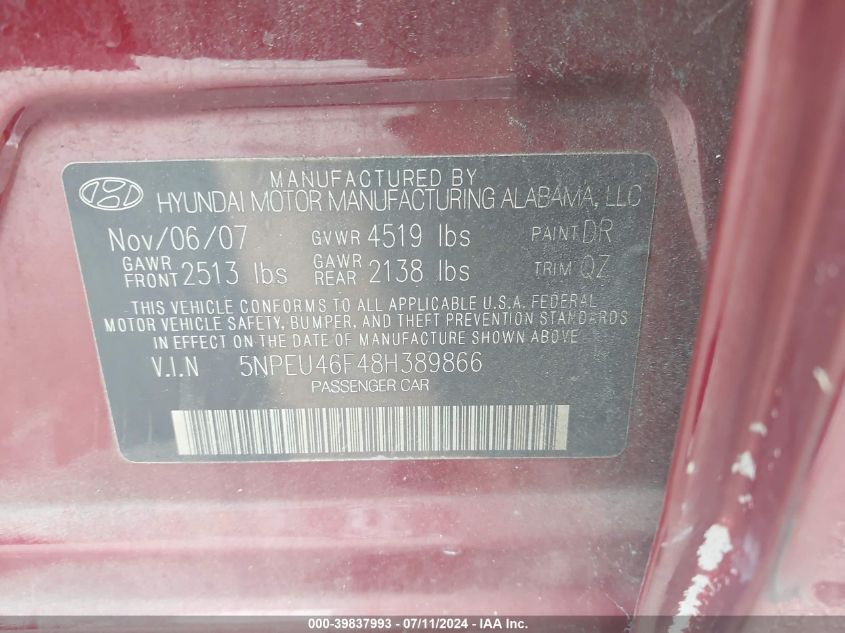 MANUFACTURED BY
HYUNDAI MOTOR MANUFACTURING ALABAMA, LLC
Nov/06/07 GVWR 4519 lbs PAINT DR
GAWR FRONT 2513 lbs GAWR REAR 2138 lbs TRIM QZ
THIS VEHICLE CONFORMS TO ALL APPLICABLE U.S.A. FEDERAL
MOTOR VEHICLE SAFETY, BUMPER, AND THEFT PREVENTION STANDARDS
IN EFFECT ON THE DATE OF MANUFACTURE SHOWN ABOVE
V.I.N 5NPEU46F48H389866
PASSENGER CAR
000-39837993 - 07/11/2024 - IAA Inc.